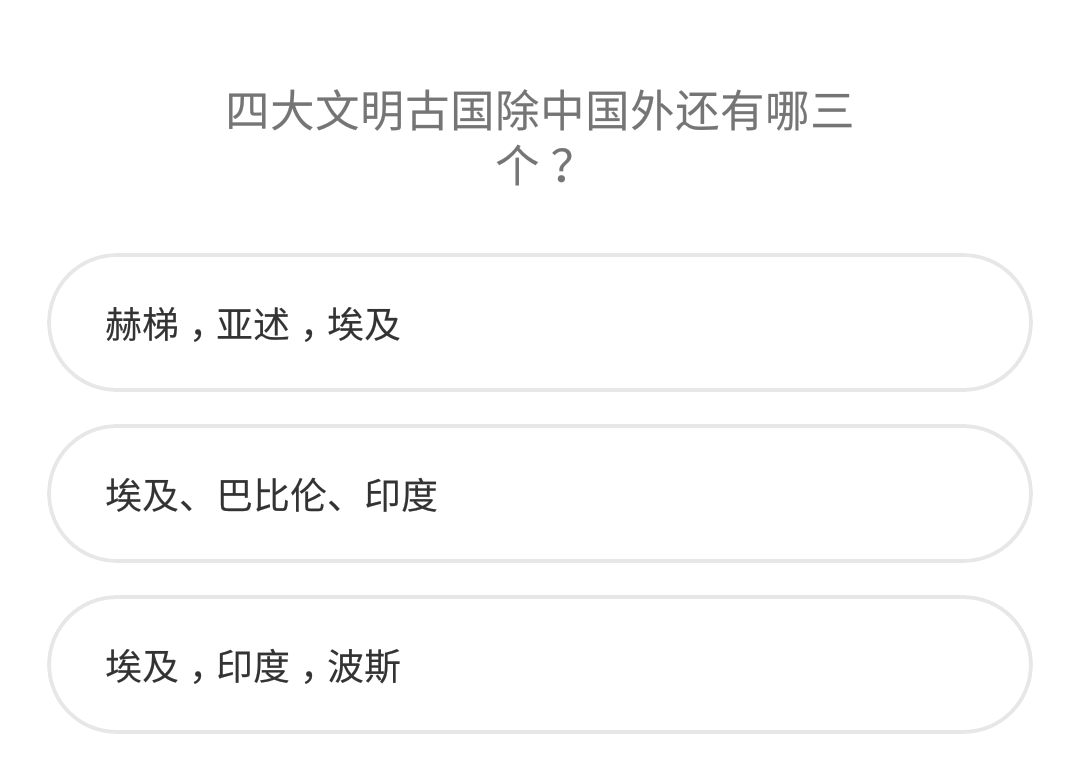 四大文明古国除中国外还有哪三
个？
赫梯，亚述，埃及
埃及、巴比伦、印度
埃及，印度，波斯